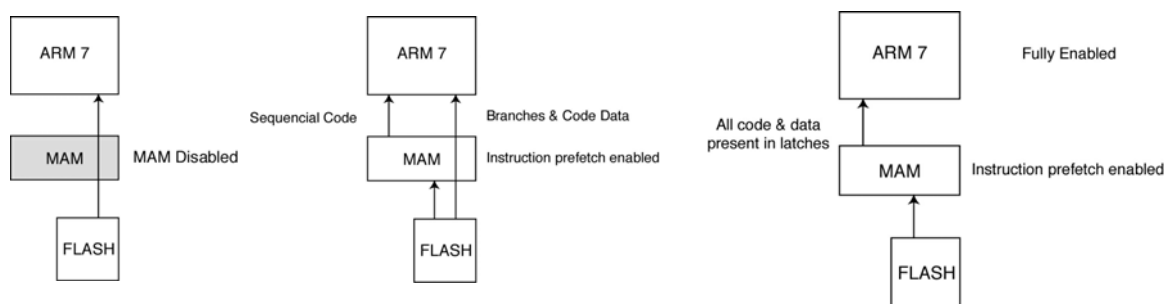 ARM 7
MAM
MAM Disabled
FLASH
ARM 7
Sequencial Code
Branches & Code Data
MAM
Instruction prefetch enabled
FLASH
ARM 7
Fully Enabled
All code & data
present in latches
MAM
Instruction prefetch enabled
FLASH